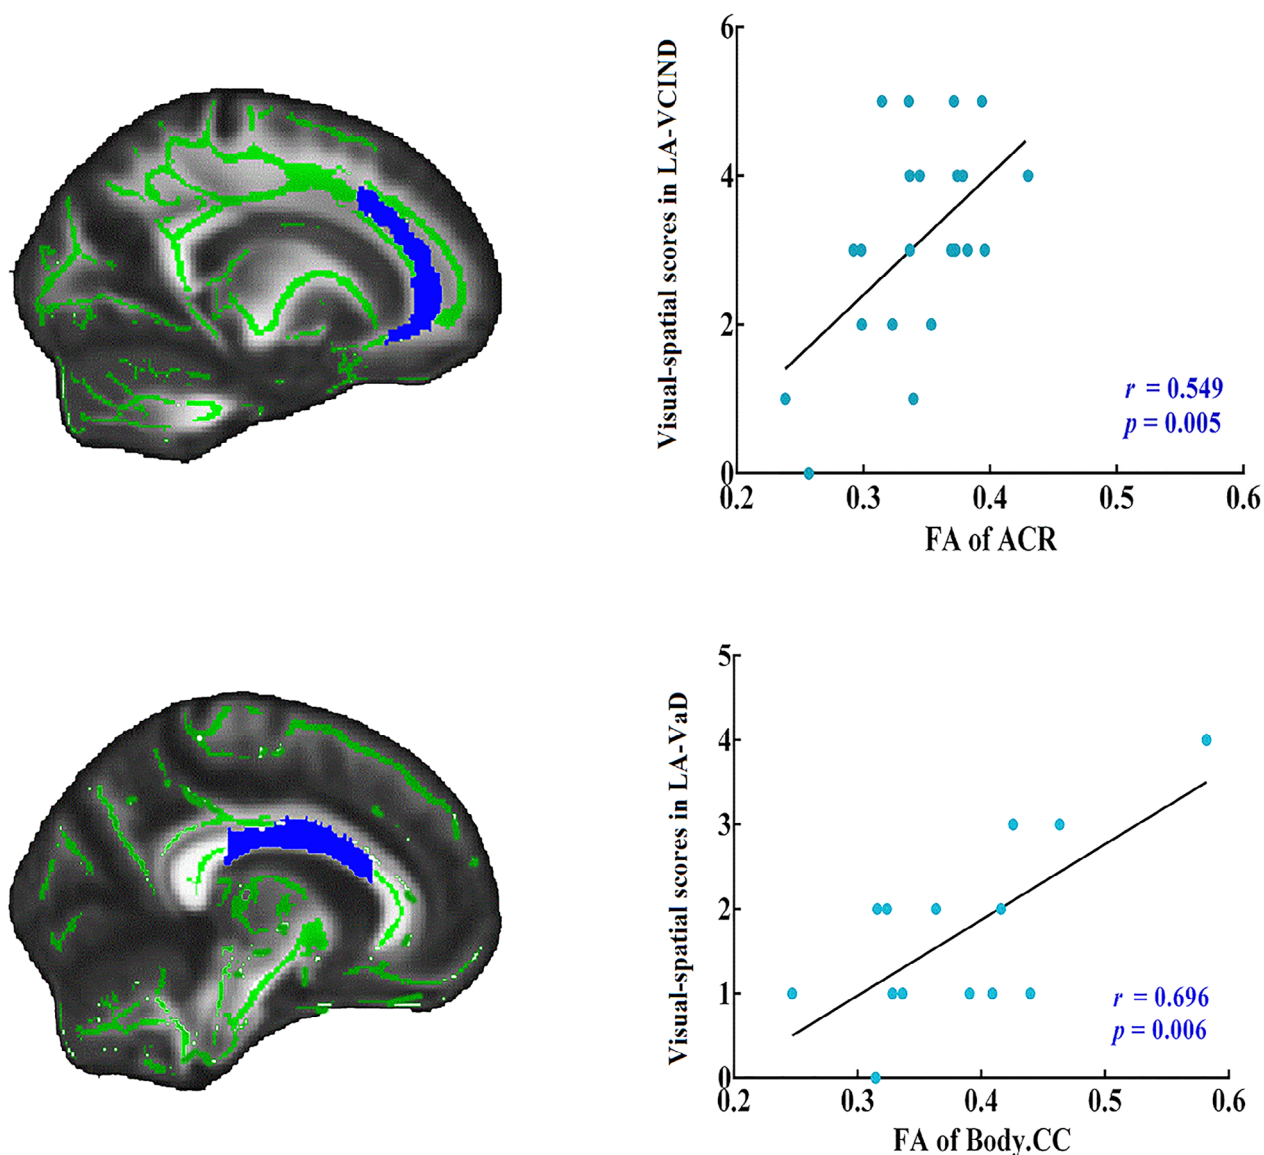 Visual-spatial scores in LA-VCIND
6
4
2
0
r = 0.549
p = 0.005
0.2 0.3 0.4 0.5 0.6
FA of ACR
Visual-spatial scores in LA-VaD
5
4
3
2
1
0
r = 0.696
p = 0.006
0.2 0.3 0.4 0.5 0.6
FA of Body.CC